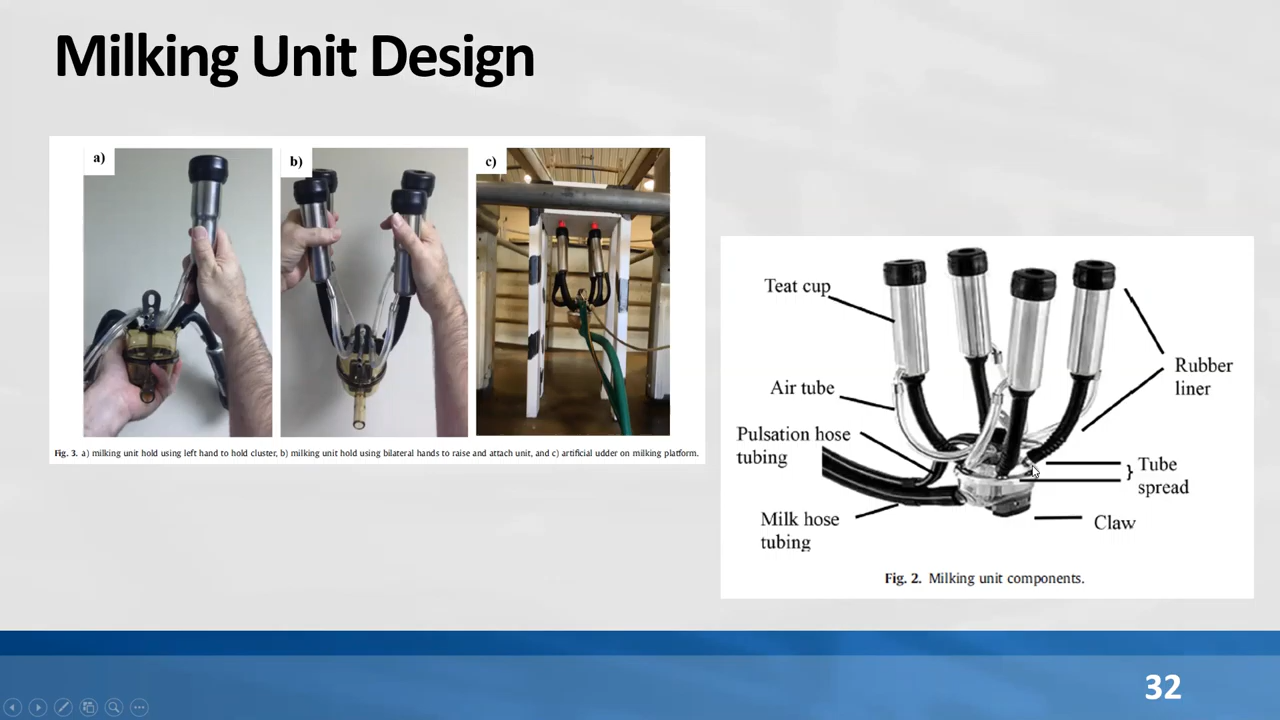 Milking Unit Design
a)
b)
c)
Fig. 3. a) milking unit hold using left hand to hold cluster, b) milking unit hold using bilateral hands to raise and attach unit, and c) artificial udder on milking platform.
Teat cup
Air tube
Pulsation hose
tubing
Milk hose
tubing
Rubber
liner
} Tube
spread
Claw
Fig. 2. Milking unit components.
32